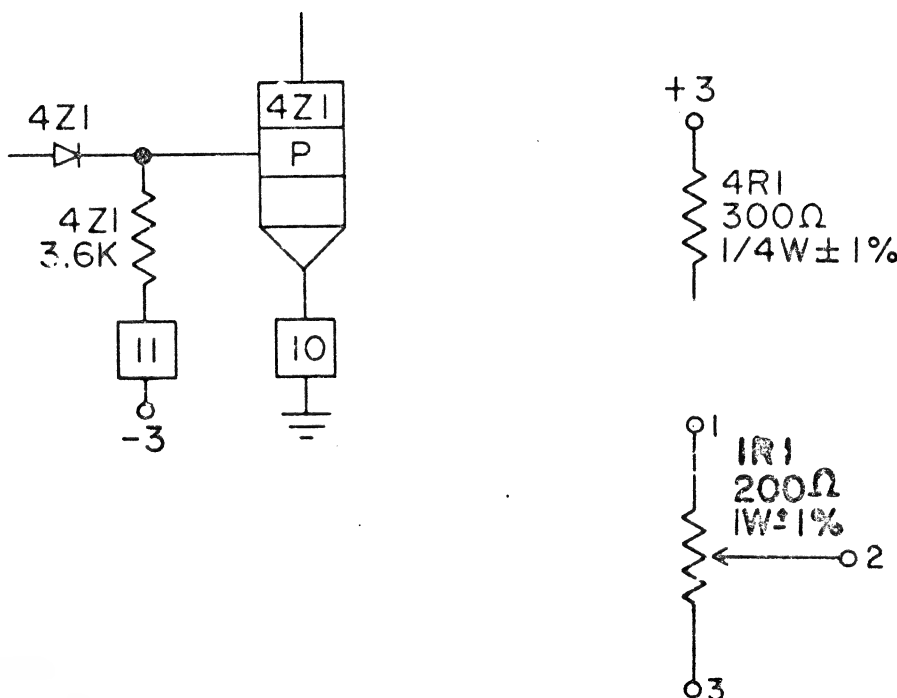 4Z1
4Z1
P
4Z1
3.6K
11
-3
10
+3
4R1
300Ω
1/4W ± 1%
1
1R1
200Ω
1W ± 1%
2
3